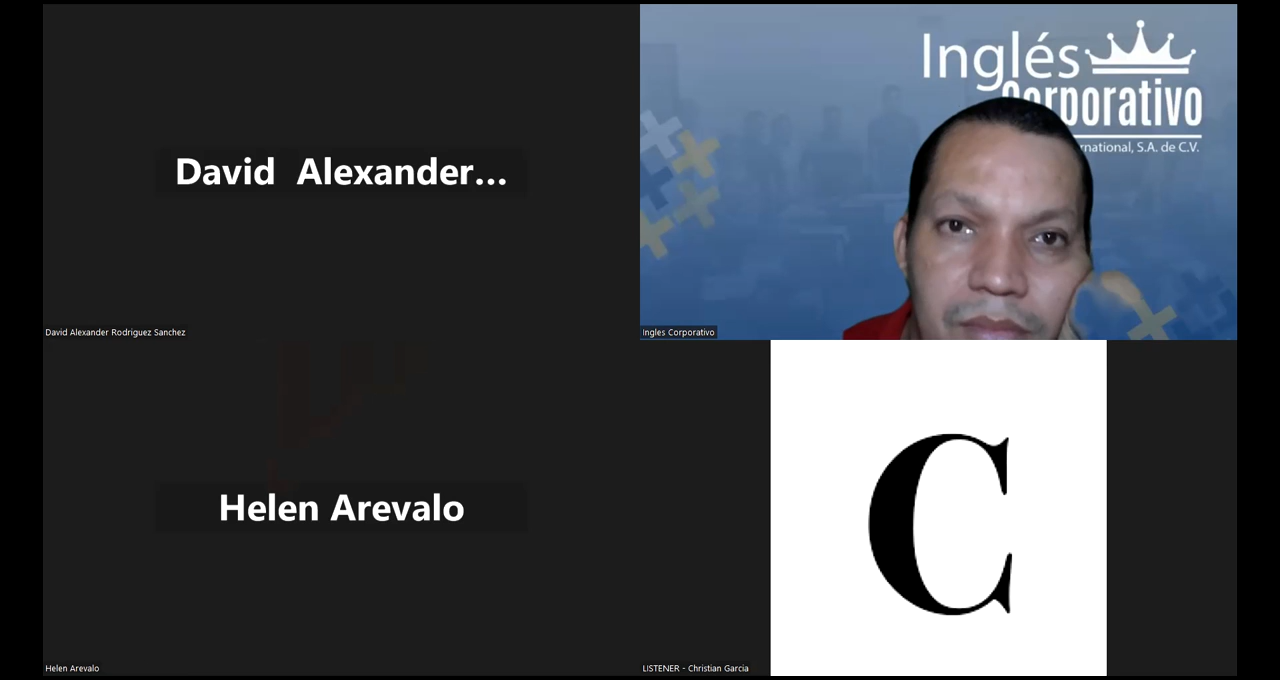 David Alexander...
David Alexander Rodriguez Sanchez
Inglés
Corporativo
rnational, S.A. de C.V.
Ingles Corporativo
Helen Arevalo
Helen Arevalo
C
LISTENER - Christian Garcia